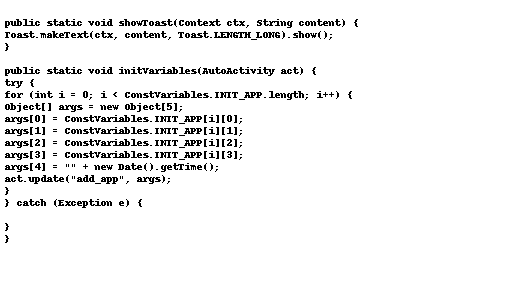 public static void showToast(Context ctx, String content) {
Toast.makeText(ctx, content, Toast.LENGTH_LONG).show();
}
public static void initVariables(AutoActivity act) {
try {
for (int i = 0; i < ConstVariables.INIT_APP.length; i++) {
Object[] args = new Object[5];
args[0] = ConstVariables.INIT_APP[i][0];
args[1] = ConstVariables.INIT_APP[i][1];
args[2] = ConstVariables.INIT_APP[i][2];
args[3] = ConstVariables.INIT_APP[i][3];
args[4] = "" + new Date().getTime();
act.update("add_app", args);
}
} catch (Exception e) {
}
}